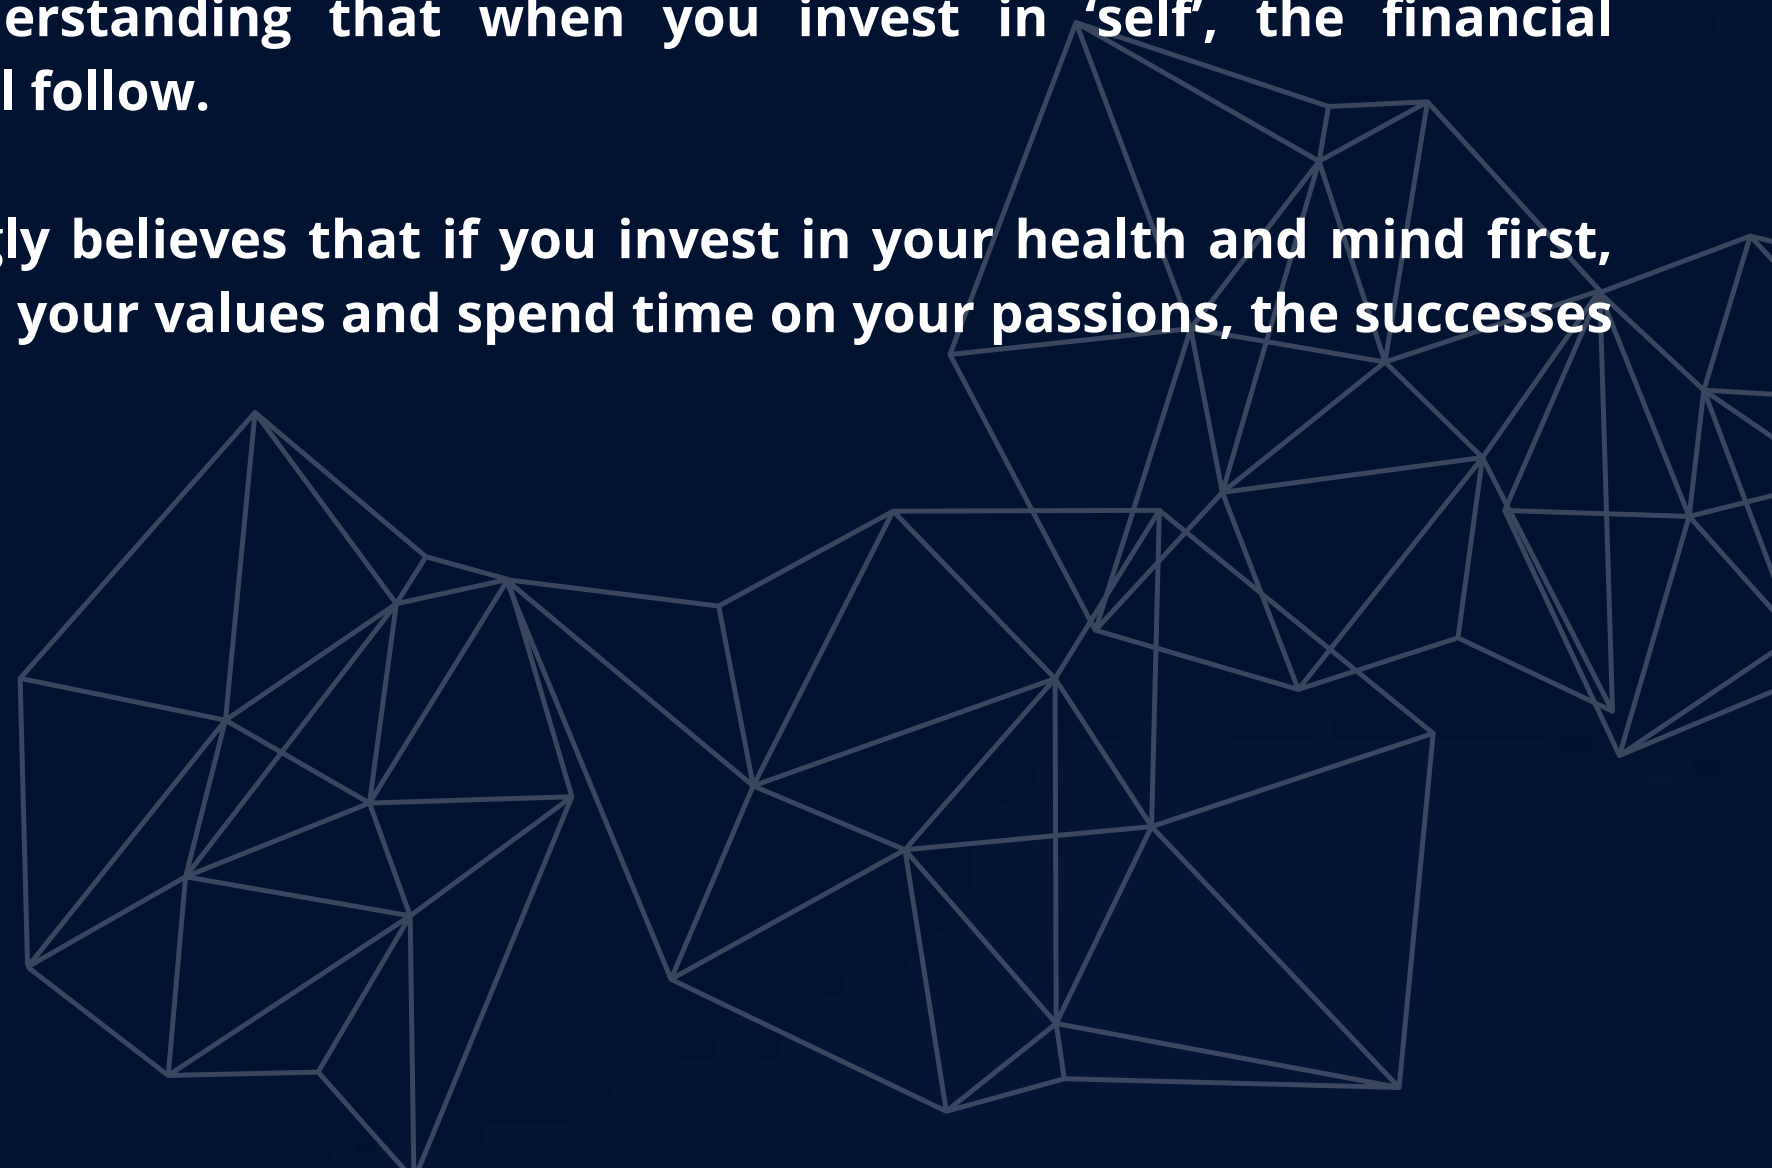 erstanding that when you invest in ‘self’, the financial
l follow.
gly believes that if you invest in your health and mind first,
your values and spend time on your passions, the successes